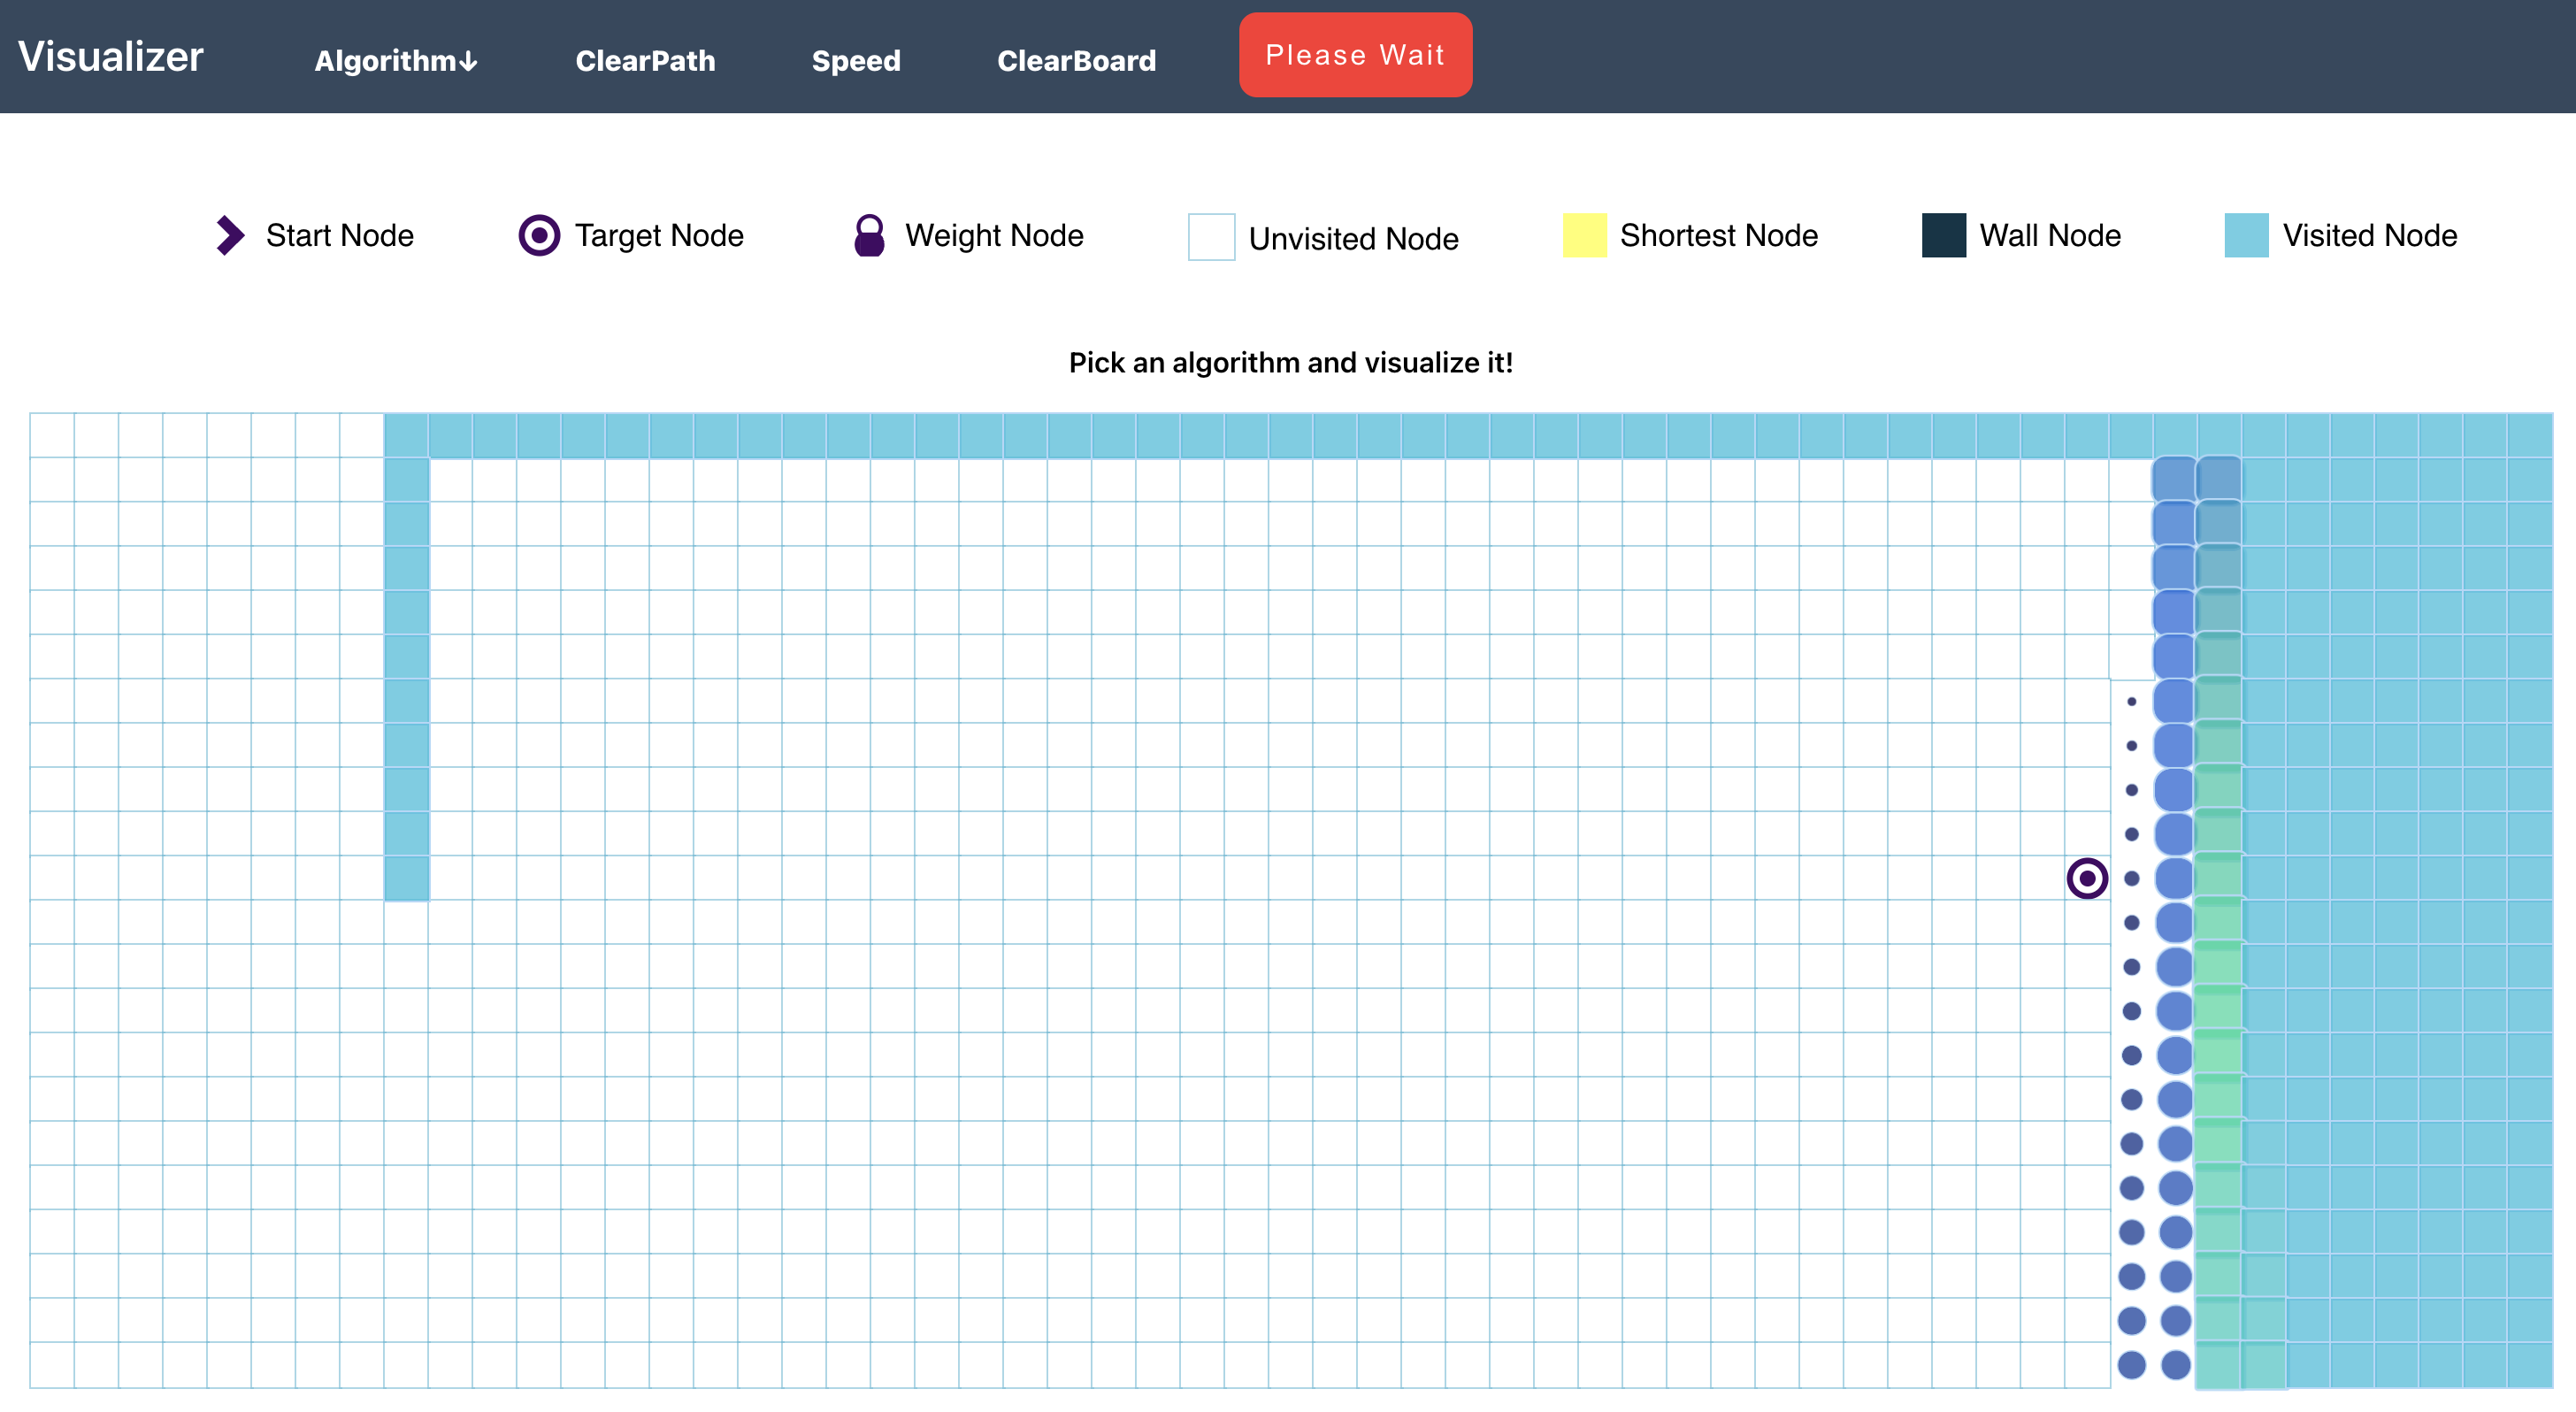 Visualizer Algorithm↓ ClearPath Speed ClearBoard Please Wait
Start Node Target Node Weight Node Unvisited Node Shortest Node Wall Node Visited Node
Pick an algorithm and visualize it!